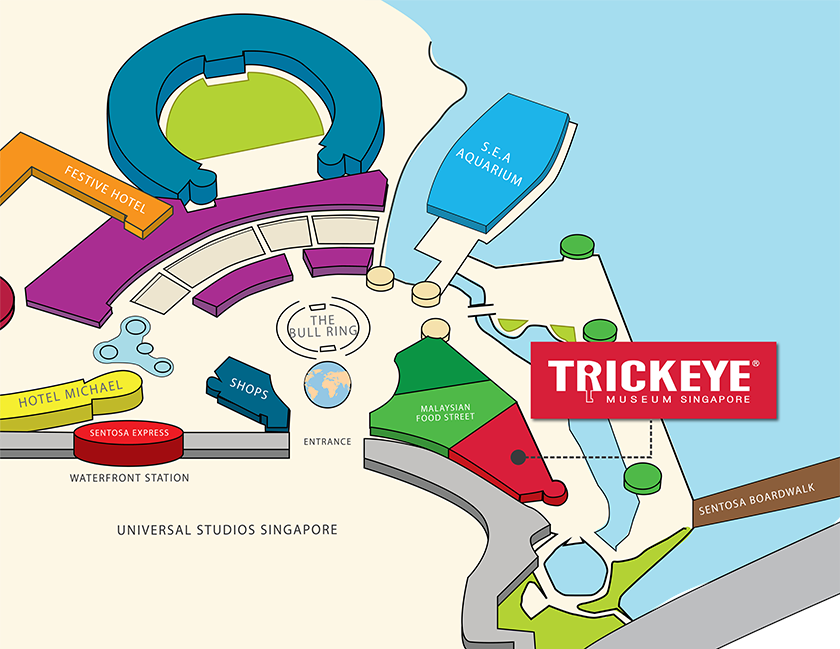 S.E.A
AQUARIUM
FESTIVE HOTEL
THE
BULL RING
TRICKEYE®
MUSEUM SINGAPORE
HOTEL MICHAEL
SHOPS
MALAYSIAN
FOOD STREET
SENTOSA EXPRESS
ENTRANCE
WATERFRONT STATION
SENTOSA BOARDWALK
UNIVERSAL STUDIOS SINGAPORE